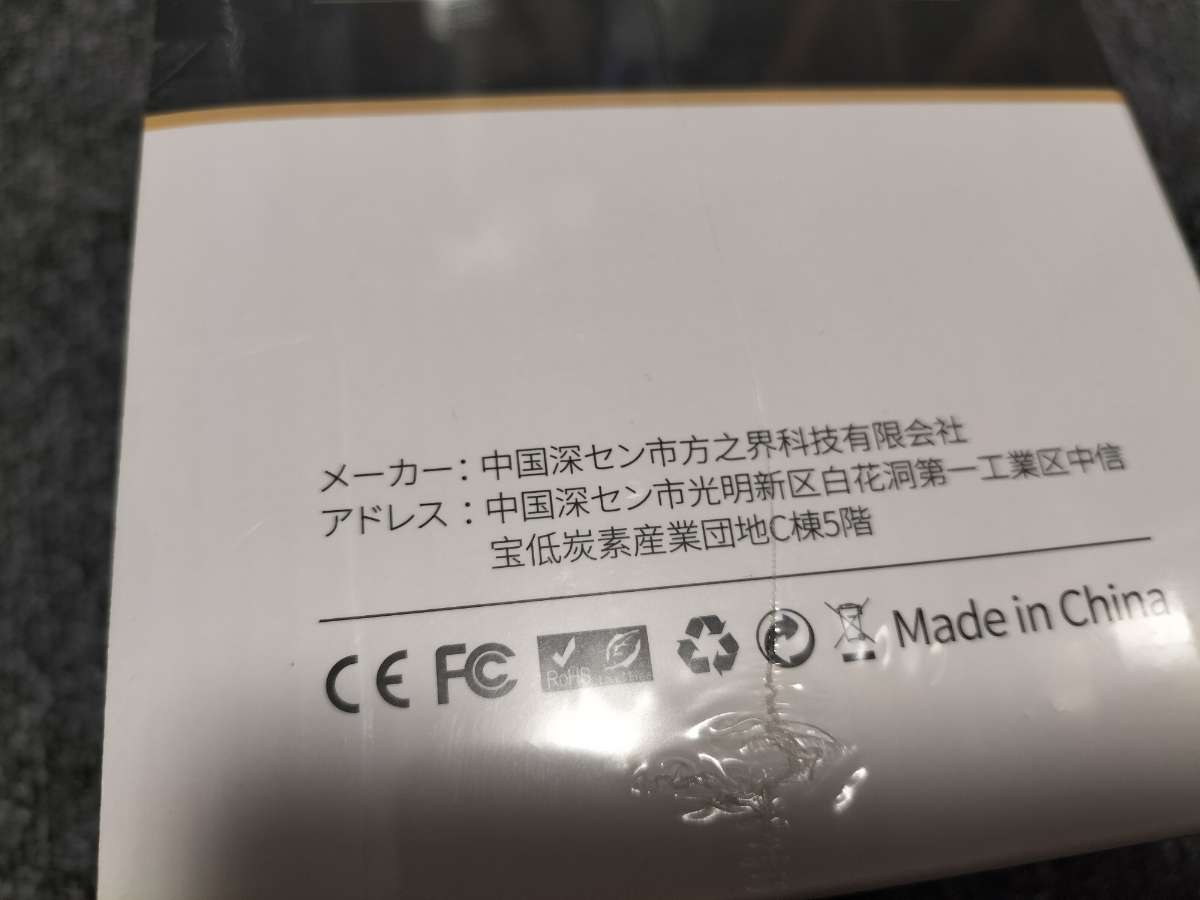 メーカー：中国深セン市方之界科技有限会社
アドレス：中国深セン市光明新区白花洞第一工業区中信
宝低炭素産業団地C棟5階
CE FC RoHS Made in China